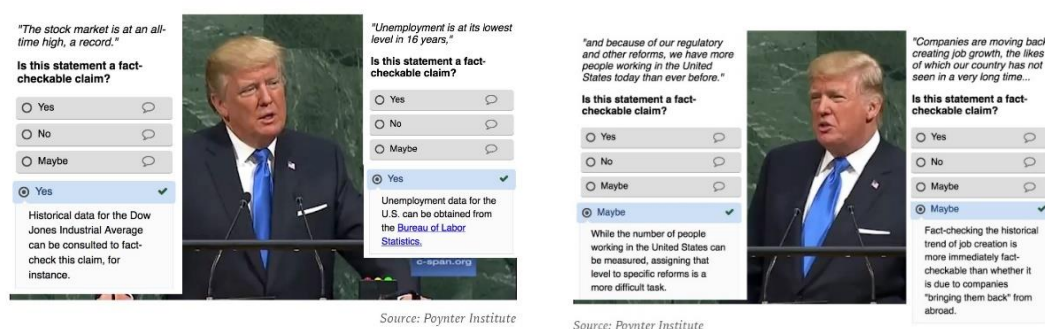 "The stock market is at an all-
time high, a record."
Is this statement a fact-
checkable claim?
Yes
No
Maybe
Yes
Historical data for the Dow
Jones Industrial Average
can be consulted to fact-
check this claim, for
instance.
"Unemployment is at its lowest
level in 16 years,"
Is this statement a fact-
checkable claim?
Yes
No
Maybe
Yes
Unemployment data for the
U.S. can be obtained from
the Bureau of Labor
Statistics.
c-span.org
Source: Poynter Institute
"and because of our regulatory
and other reforms, we have more
people working in the United
States today than ever before."
Is this statement a fact-
checkable claim?
Yes
No
Maybe
Maybe
While the number of people
working in the United States can
be measured, assigning that
level to specific reforms is a
more difficult task.
"Companies are moving back
creating job growth, the likes
of which our country has not
seen in a very long time...
Is this statement a fact-
checkable claim?
Yes
No
Maybe
Maybe
Fact-checking the historical
trend of job creation is
more immediately fact-
checkable than whether it
is due to companies
"bringing them back" from
abroad.
Source: Poynter Institute